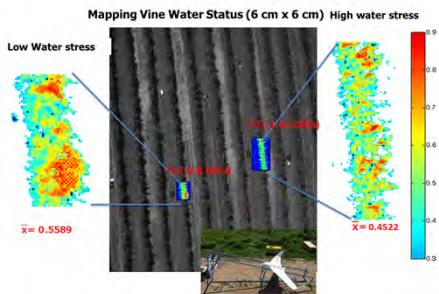 Mapping Vine Water Status (6 cm x 6 cm)
Low Water stress
High water stress
x̄= 0.5589
x̄= 0.4522
0.9
0.8
0.7
0.6
0.5
0.4
0.3